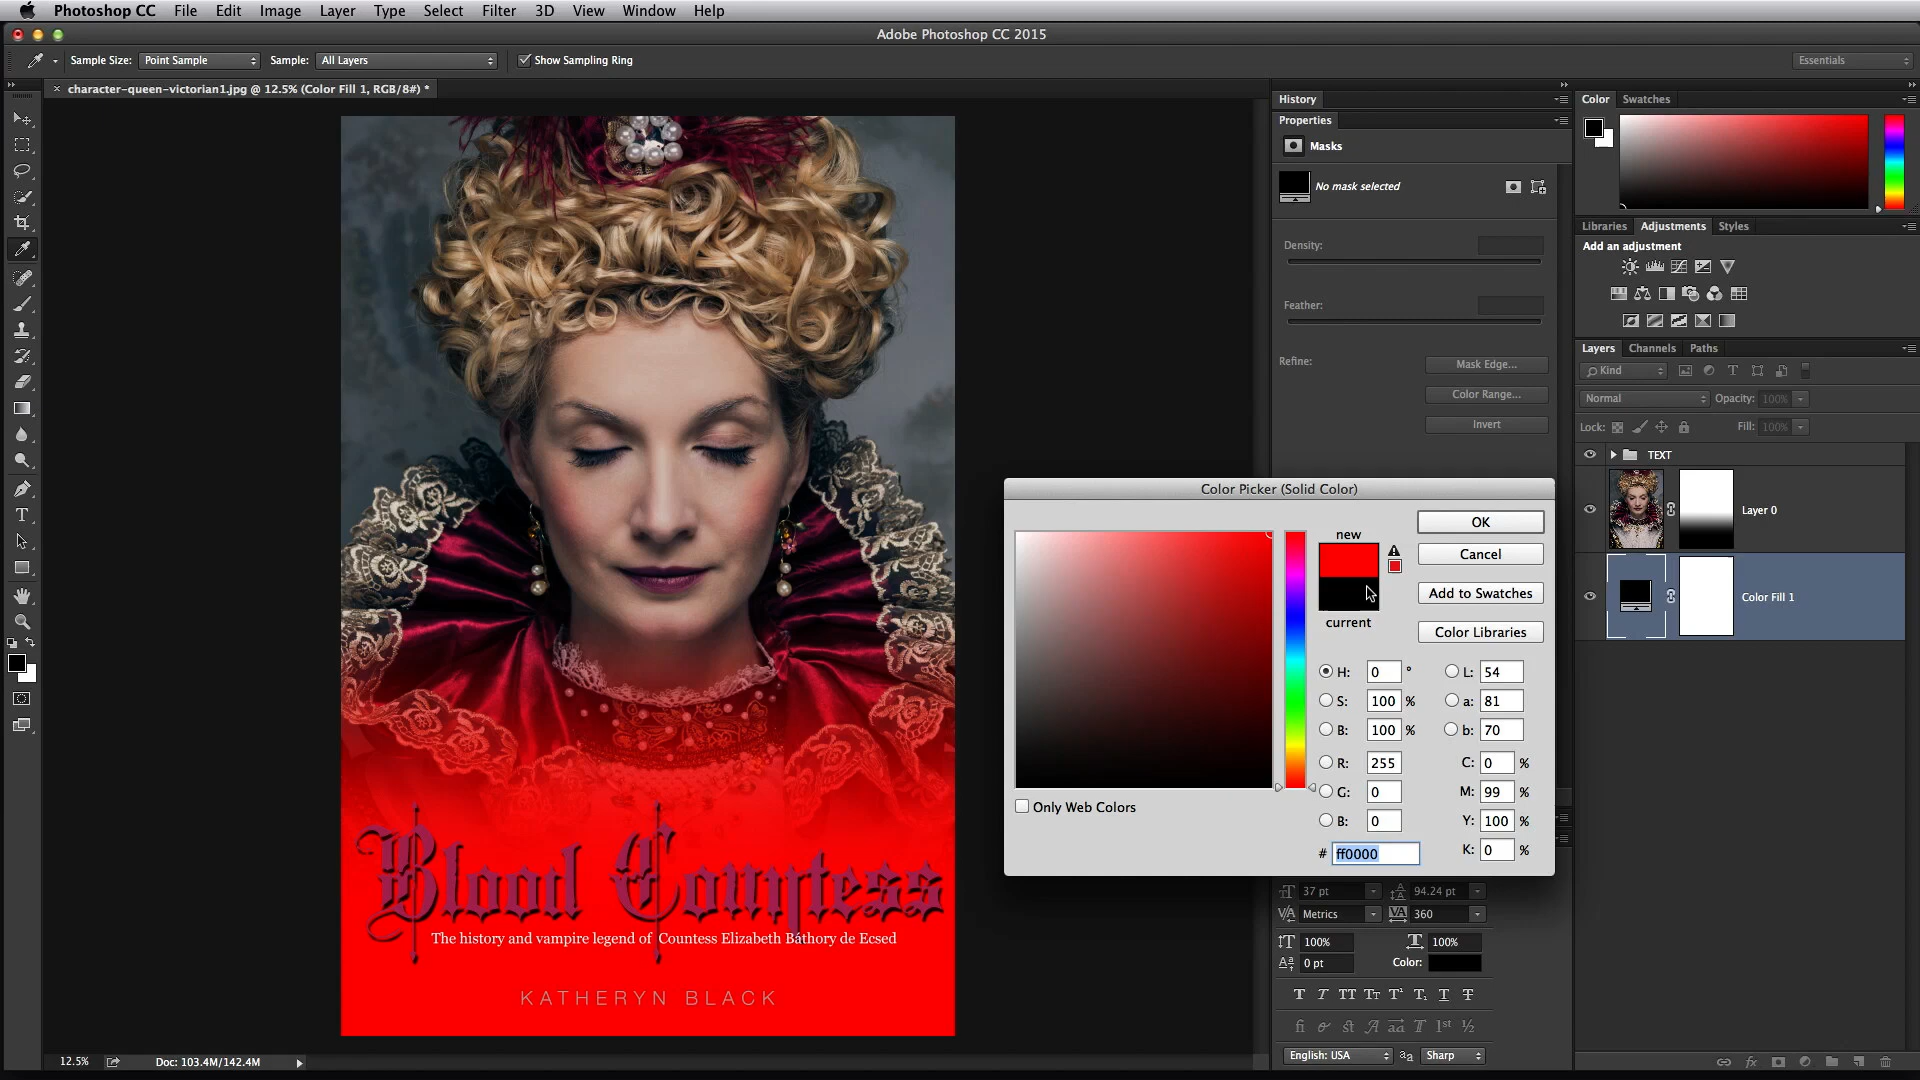 Photoshop CC File Edit Image Layer Type Select Filter 3D View Window Help
Adobe Photoshop CC 2015
Sample Size: Point Sample Sample: All Layers Show Sampling Ring Essentials
× character-queen-victorian1.jpg @ 12.5% (Color Fill 1, RGB/8#) *
History
Properties
Masks
No mask selected
Density:
Feather:
Refine:
Mask Edge...
Color Range...
Invert
Color Swatches
Libraries Adjustments Styles
Add an adjustment
Layers Channels Paths
Kind
Normal Opacity: 100%
Lock: Fill: 100%
TEXT
Layer 0
Color Fill 1
Color Picker (Solid Color)
new
current
OK
Cancel
Add to Swatches
Color Libraries
H: 0 ° L: 54
S: 100 % a: 81
B: 100 % b: 70
R: 255 C: 0 %
G: 0 M: 99 %
B: 0 Y: 100 %
# ff0000 K: 0 %
Only Web Colors
37 pt 94.24 pt
Metrics 360
100% 100%
0 pt Color:
English: USA Sharp
Blood Countess
The history and vampire legend of Countess Elizabeth Báthory de Ecsed
KATHERYN BLACK
12.5% Doc: 103.4M/142.4M